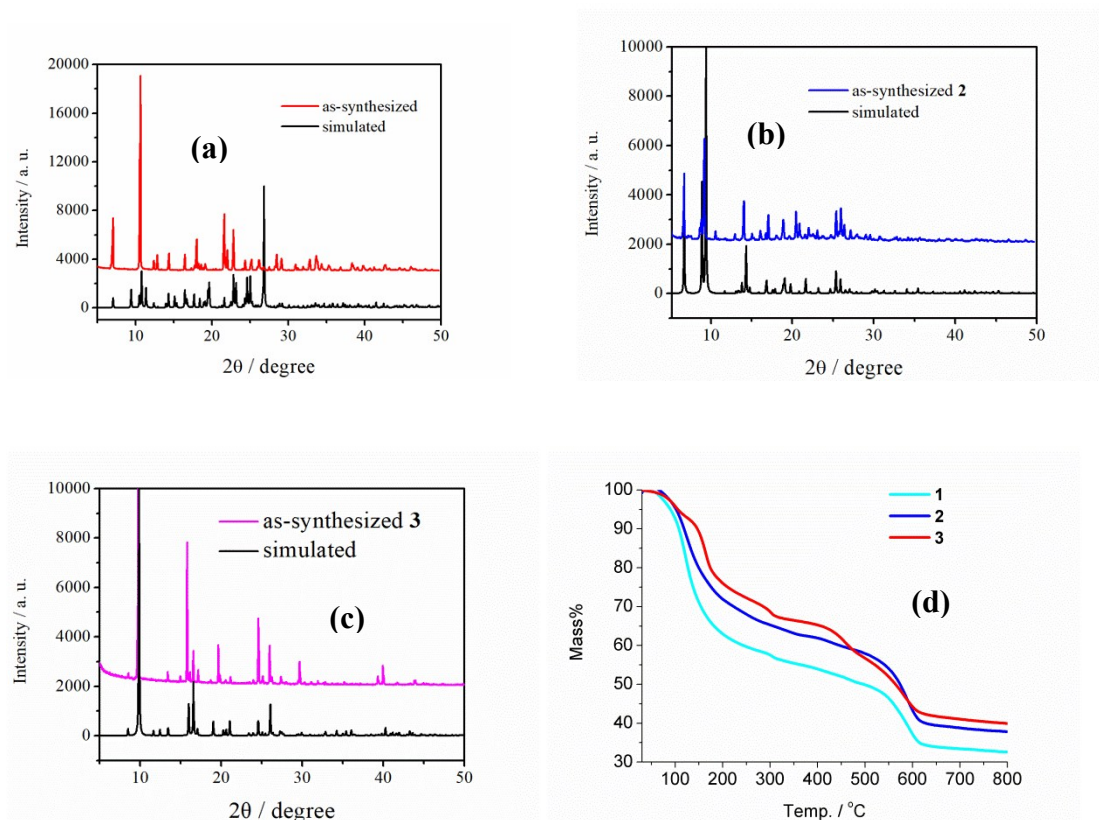 20000
16000
12000
8000
4000
0
Intensity / a. u.
as-synthesized
simulated
(a)
10 20 30 40 50
2θ / degree
10000
8000
6000
4000
2000
0
Intensity / a. u.
as-synthesized 2
simulated
(b)
10 20 30 40 50
2θ / degree
10000
8000
6000
4000
2000
0
Intensity / a. u.
as-synthesized 3
simulated
(c)
10 20 30 40 50
2θ / degree
100
90
80
70
60
50
40
30
Mass%
1
2
3
(d)
100 200 300 400 500 600 700 800
Temp. / °C